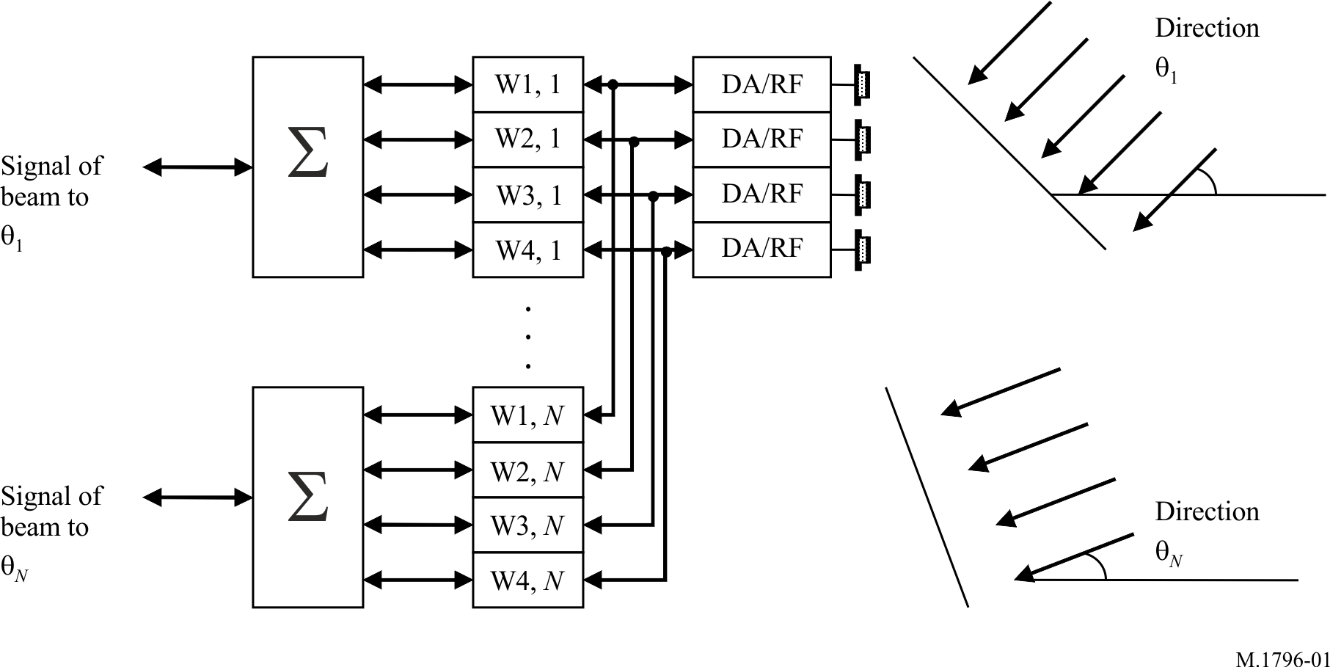 Signal of
beam to
θ1
Σ
W1, 1
W2, 1
W3, 1
W4, 1
DA/RF
DA/RF
DA/RF
DA/RF
Direction
θ1
.
.
.
Signal of
beam to
θN
Σ
W1, N
W2, N
W3, N
W4, N
Direction
θN
M.1796-01